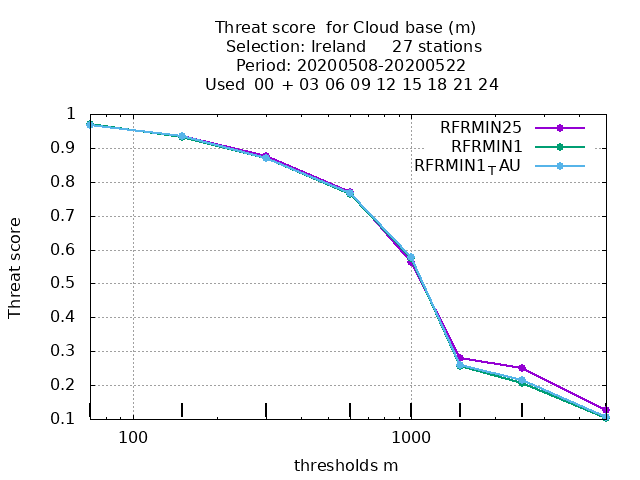 Threat score  for Cloud base (m)
Selection: Ireland     27 stations
Period: 20200508-20200522
Used  00  + 03 06 09 12 15 18 21 24
RFRMIN25
RFRMIN1
RFRMIN1TAU
1
0.9
0.8
0.7
0.6
0.5
0.4
0.3
0.2
0.1
Threat score
100
1000
thresholds m